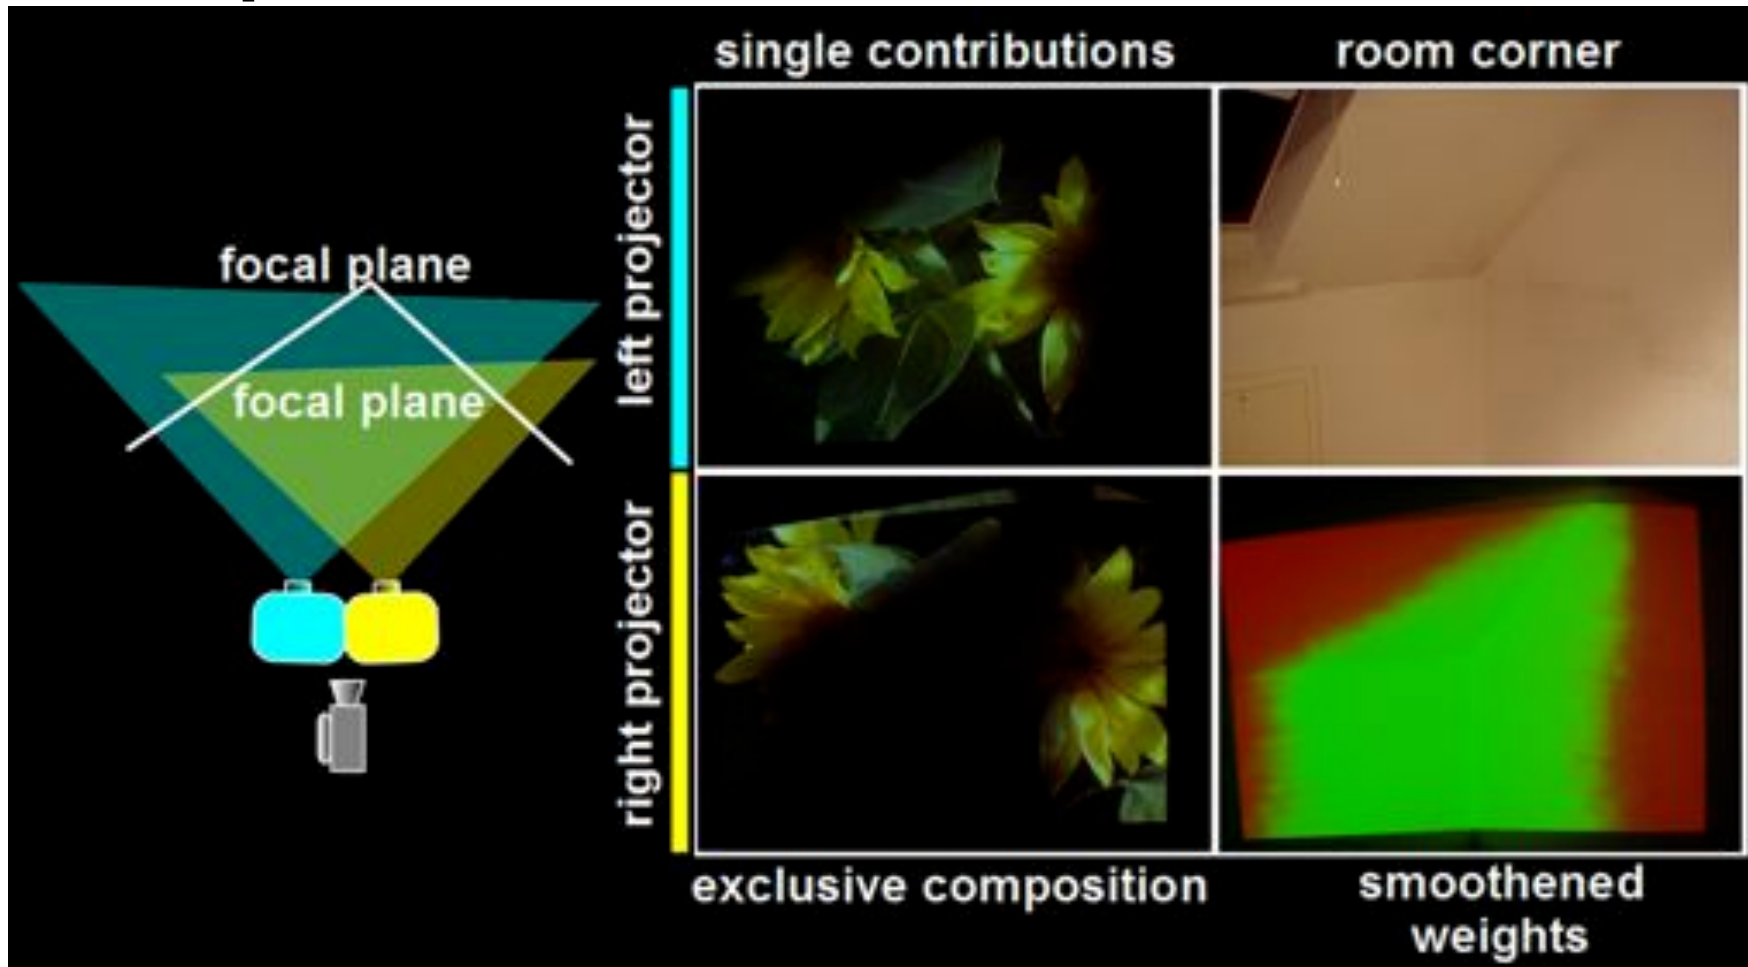 single contributions
room corner
left projector
focal plane
focal plane
right projector
exclusive composition
smoothened
weights